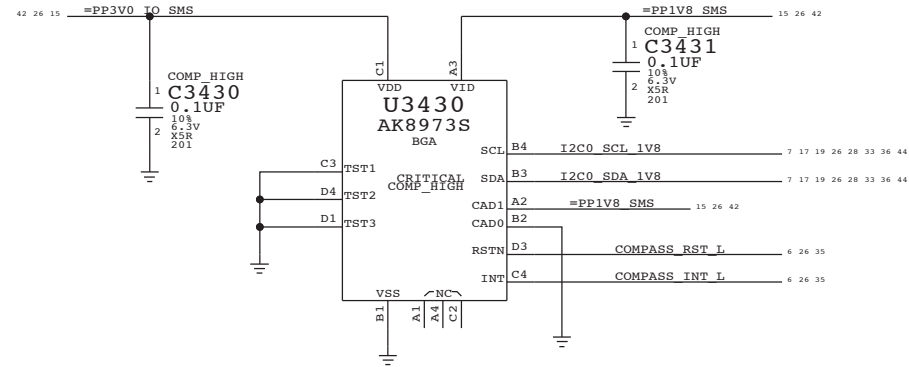 42 26 15 =PP3V0_IO_SMS
=PP1V8_SMS 15 26 42
COMP_HIGH
1 C3431
0.1UF
10%
6.3V
2 X5R
201
COMP_HIGH
1 C3430
0.1UF
10%
2 6.3V
X5R
201
C1
A3
VDD VID
U3430
AK8973S
BGA
CRITICAL
COMP_HIGH
C3 TST1
D4 TST2
D1 TST3
SCL B4 I2C0_SCL_1V8 7 17 19 26 28 33 36 44
SDA B3 I2C0_SDA_1V8 7 17 19 26 28 33 36 44
CAD1 A2 =PP1V8_SMS 15 26 42
CAD0 B2
RSTN D3 COMPASS_RST_L 6 26 35
INT C4 COMPASS_INT_L 6 26 35
VSS NC
B1
A1
A4
C2